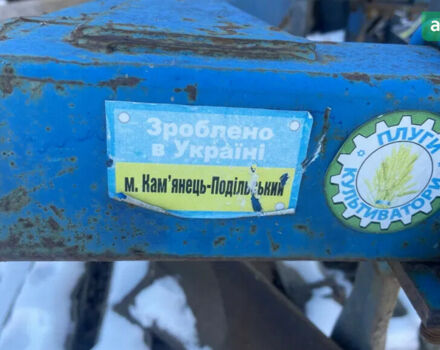 Зроблено
в Україні
м. Кам'янець-Подільський
ПЛУГИ
КУЛЬТИВАТОРИ